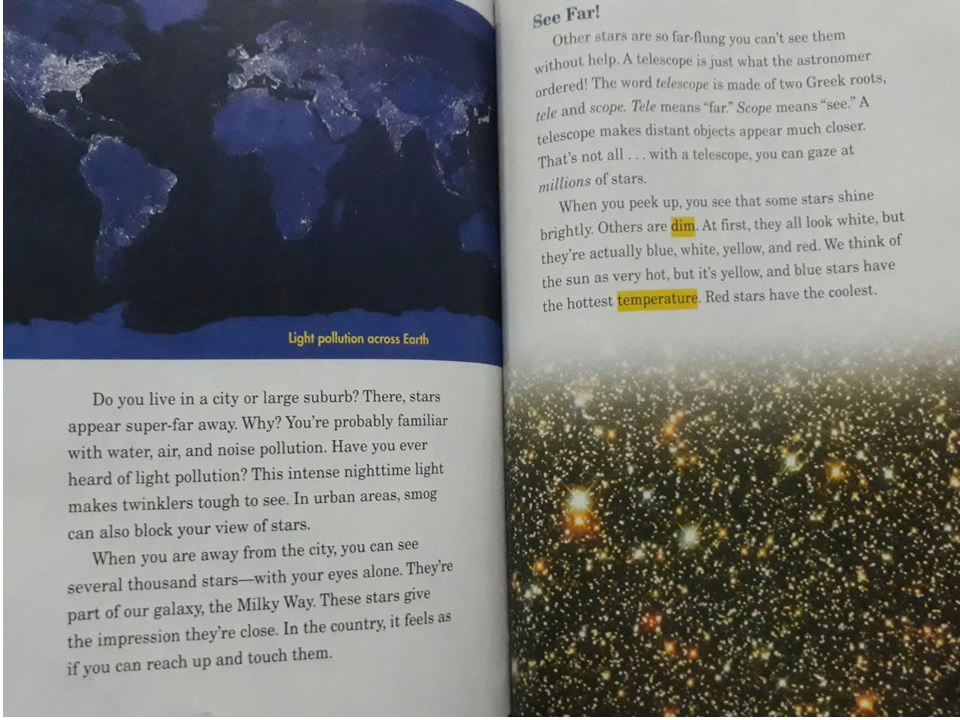 Light pollution across Earth
Do you live in a city or large suburb? There, stars
appear super-far away. Why? You're probably familiar
with water, air, and noise pollution. Have you ever
heard of light pollution? This intense nighttime light
makes twinklers tough to see. In urban areas, smog
can also block your view of stars.
When you are away from the city, you can see
several thousand stars—with your eyes alone. They're
part of our galaxy, the Milky Way. These stars give
the impression they're close. In the country, it feels as
if you can reach up and touch them.
See Far!
Other stars are so far-flung you can't see them
without help. A telescope is just what the astronomer
ordered! The word telescope is made of two Greek roots,
tele and scope. Tele means “far.” Scope means “see.” A
telescope makes distant objects appear much closer.
That's not all . . . with a telescope, you can gaze at
millions of stars.
When you peek up, you see that some stars shine
brightly. Others are dim. At first, they all look white, but
they're actually blue, white, yellow, and red. We think of
the sun as very hot, but it's yellow, and blue stars have
the hottest temperature. Red stars have the coolest.